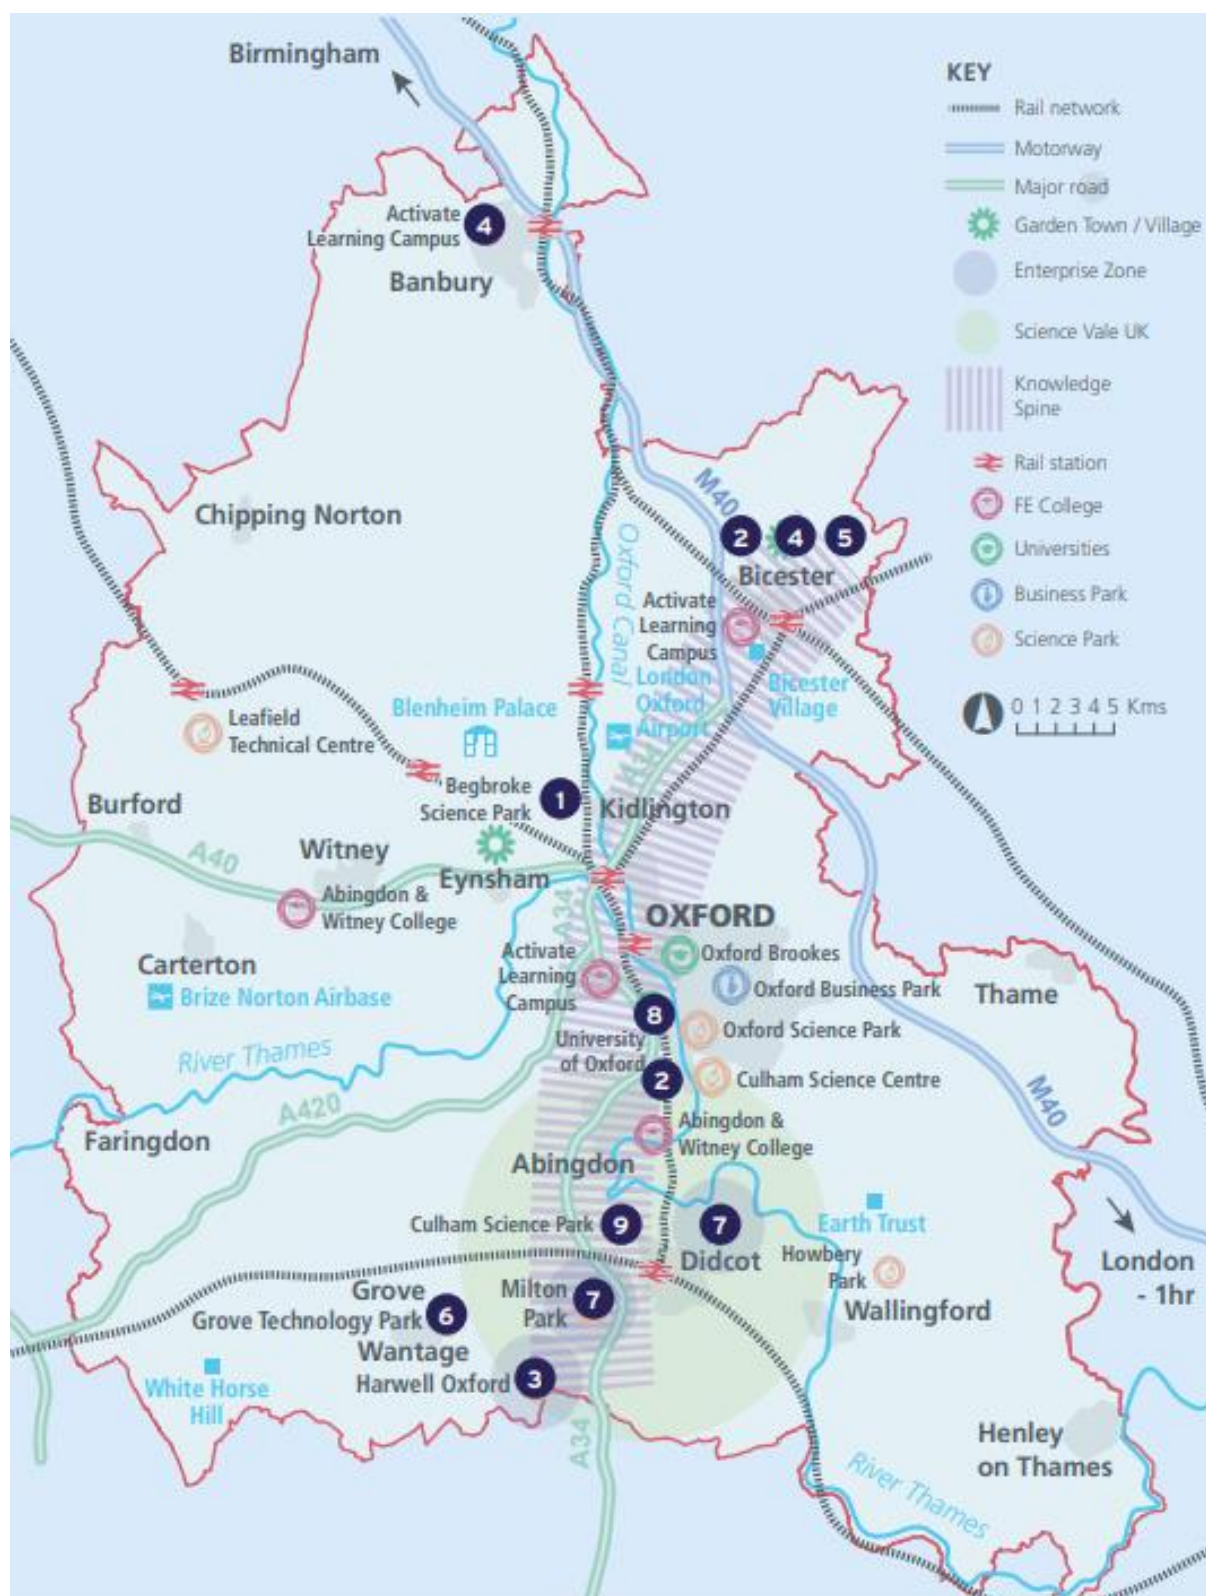 Birmingham
KEY
Rail network
Motorway
Major road
Garden Town / Village
Enterprise Zone
Science Vale UK
Knowledge
Spine
Rail station
FE College
Universities
Business Park
Science Park
0 1 2 3 4 5 Kms
Activate
Learning Campus
4
Banbury
Chipping Norton
M40
Oxford Canal
2
4
5
Bicester
Activate
Learning
Campus
Bicester
Village
London
Oxford
Airport
A34
Leafield
Technical Centre
Blenheim Palace
Begbroke
Science Park
1
Kidlington
Burford
A40
Witney
Eynsham
Abingdon &
Witney College
A34
OXFORD
Oxford Brookes
Carterton
Brize Norton Airbase
Activate
Learning
Campus
Oxford Business Park
Thame
8
University
of Oxford
Oxford Science Park
2
Culham Science Centre
River Thames
A420
M40
Faringdon
Abingdon &
Witney College
Abingdon
Culham Science Park
9
7
Didcot
Earth Trust
Howbery
Park
Wallingford
London
- 1hr
Grove
Grove Technology Park
6
Milton
Park
7
Wantage
Harwell Oxford
3
White Horse
Hill
A34
Henley
on Thames
River Thames